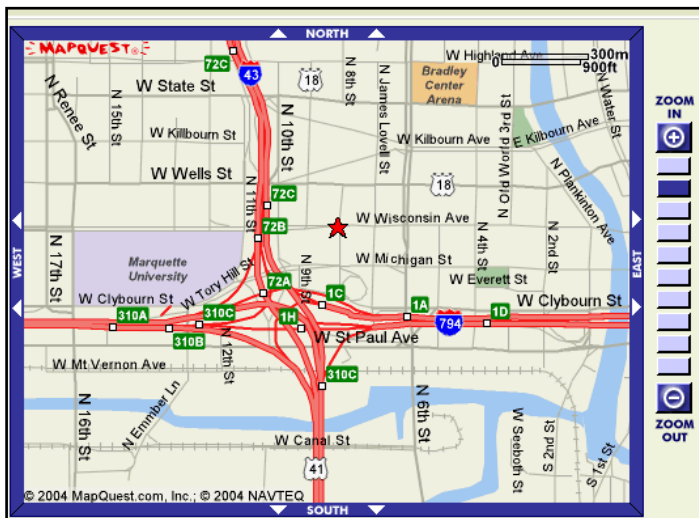 NORTH
MAPQUEST
300m
900ft
W Highland Ave
72C
43
18
N 8th St
N James Lovell St
Bradley
Center
Arena
N Water St
ZOOM
IN
N Renee St
N 15th St
W State St
N 10th St
N Old World 3rd St
W Killbourn St
W Kilbourn Ave
E Kilbourn Ave
W Wells St
18
N Plankinton Ave
N 11th St
72C
W Wisconsin Ave
72B
WEST
EAST
N 17th St
Marquette
University
W Tory Hill St
72A
N 9th St
W Michigan St
N 4th St
N 2nd St
W Everett St
W Clybourn St
1C
1A
1D
W Clybourn St
310A
310C
310B
1H
794
W St Paul Ave
N 12th St
W Mt Vernon Ave
310C
N 16th St
N Emmber Ln
N 6th St
ZOOM
OUT
W Canal St
W Seeboth St
S 2nd St
S 1st St
41
© 2004 MapQuest.com, Inc.; © 2004 NAVTEQ
SOUTH